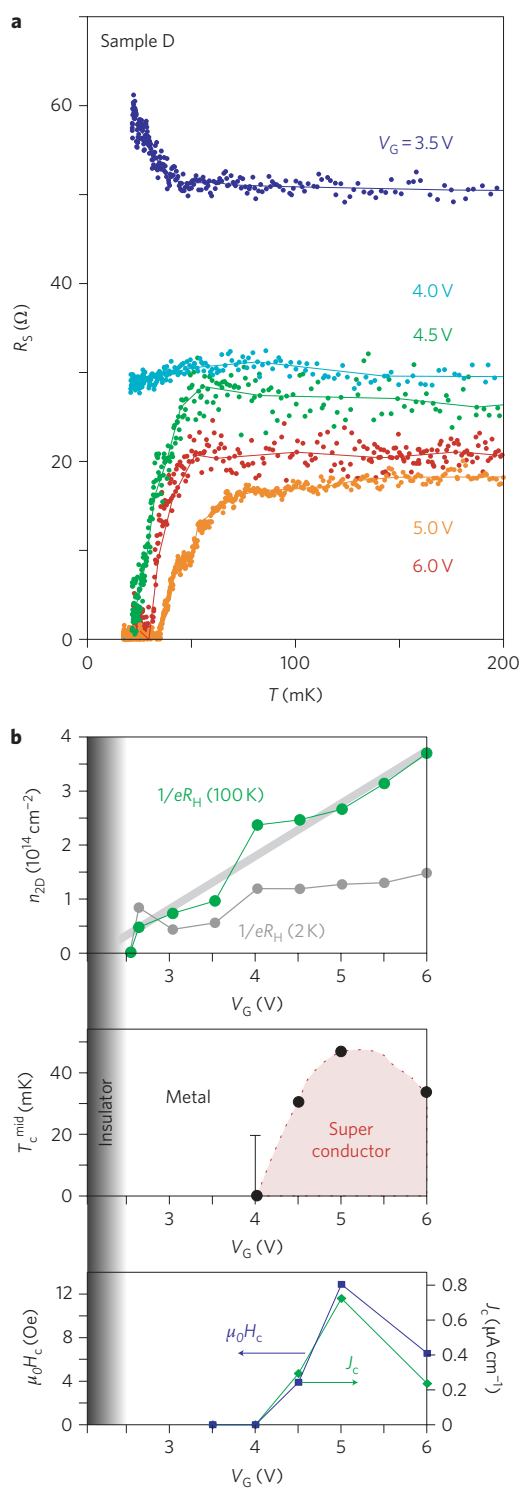 a
Sample D
60
V_G = 3.5 V
40
4.0 V
4.5 V
R_S (Ω)
20
5.0 V
6.0 V
0
0 100 200
T (mK)
b
4
3
2
1
0
n_2D (10^14 cm^−2)
1/eR_H (100 K)
1/eR_H (2 K)
3 4 5 6
V_G (V)
40
20
0
T_c^mid (mK)
Insulator
Metal
Super
conductor
3 4 5 6
V_G (V)
12
8
4
0
μ_0H_c (Oe)
μ_0H_c
J_c
0.8
0.6
0.4
0.2
0
J_c (μA cm^−1)
3 4 5 6
V_G (V)